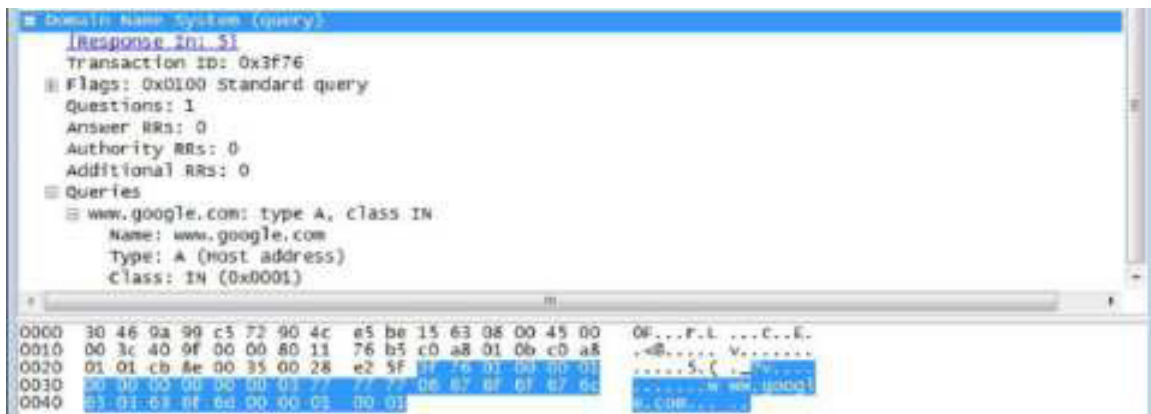 Domain Name System (query)
[Response In: 5]
Transaction ID: 0x3f76
Flags: 0x0100 Standard query
Questions: 1
Answer RRs: 0
Authority RRs: 0
Additional RRs: 0
Queries
www.google.com: type A, class IN
Name: www.google.com
Type: A (Host address)
Class: IN (0x0001)
0000 30 46 9a 99 c5 72 90 4c e5 be 15 63 08 00 45 00 0F...r.L ...c..E.
0010 00 3c 40 9f 00 00 80 11 76 b5 c0 a8 01 0b c0 a8 .<@..... v.......
0020 01 01 cb 8e 00 35 00 28 e2 5f 3f 76 01 00 00 01 .....5.( ._?v....
0030 00 00 00 00 00 00 03 77 77 77 06 67 6f 6f 67 6c .......w ww.googl
0040 65 03 63 6f 6d 00 00 01 00 01 e.com... ..